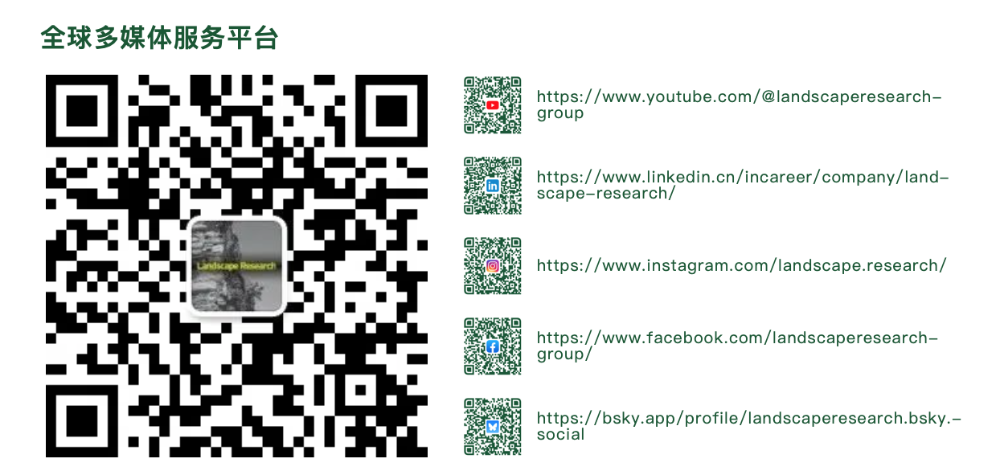 全球多媒体服务平台
Landscape Research
https://www.youtube.com/@landscaperesearch-
group
https://www.linkedin.cn/incareer/company/land-
scape-research/
https://www.instagram.com/landscape.research/
https://www.facebook.com/landscaperesearch-
group/
https://bsky.app/profile/landscaperesearch.bsky.-
social